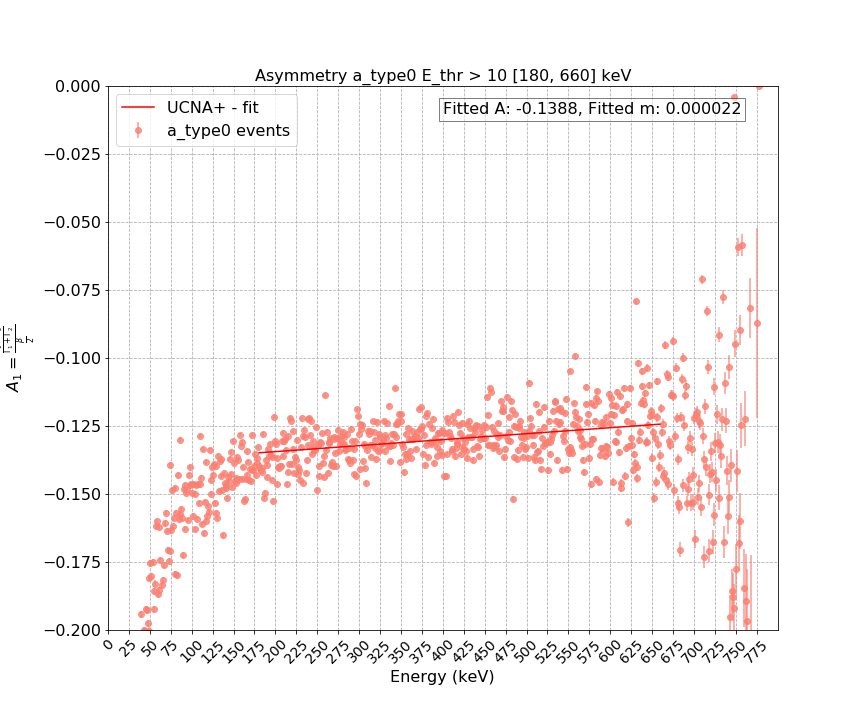 Asymmetry a_type0 E_thr > 10 [180, 660] keV
UCNA+ - fit
a_type0 events
Fitted A: -0.1388, Fitted m: 0.000022
0.000
−0.025
−0.050
−0.075
−0.100
−0.125
−0.150
−0.175
−0.200
0 25 50 75 100 125 150 175 200 225 250 275 300 325 350 375 400 425 450 475 500 525 550 575 600 625 650 675 700 725 750 775
Energy (keV)